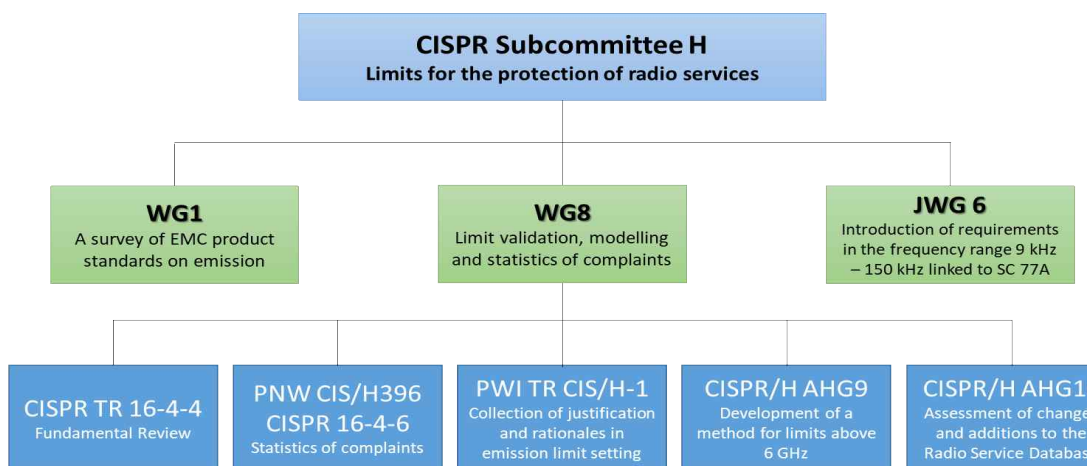 CISPR Subcommittee H
Limits for the protection of radio services
WG1
A survey of EMC product
standards on emission
WG8
Limit validation, modelling
and statistics of complaints
JWG 6
Introduction of requirements
in the frequency range 9 kHz
– 150 kHz linked to SC 77A
CISPR TR 16-4-4
Fundamental Review
PNW CIS/H396
CISPR 16-4-6
Statistics of complaints
PWI TR CIS/H-1
Collection of justification
and rationales in
emission limit setting
CISPR/H AHG9
Development of a
method for limits above
6 GHz
CISPR/H AHG1
Assessment of change
and additions to the
Radio Service Databas